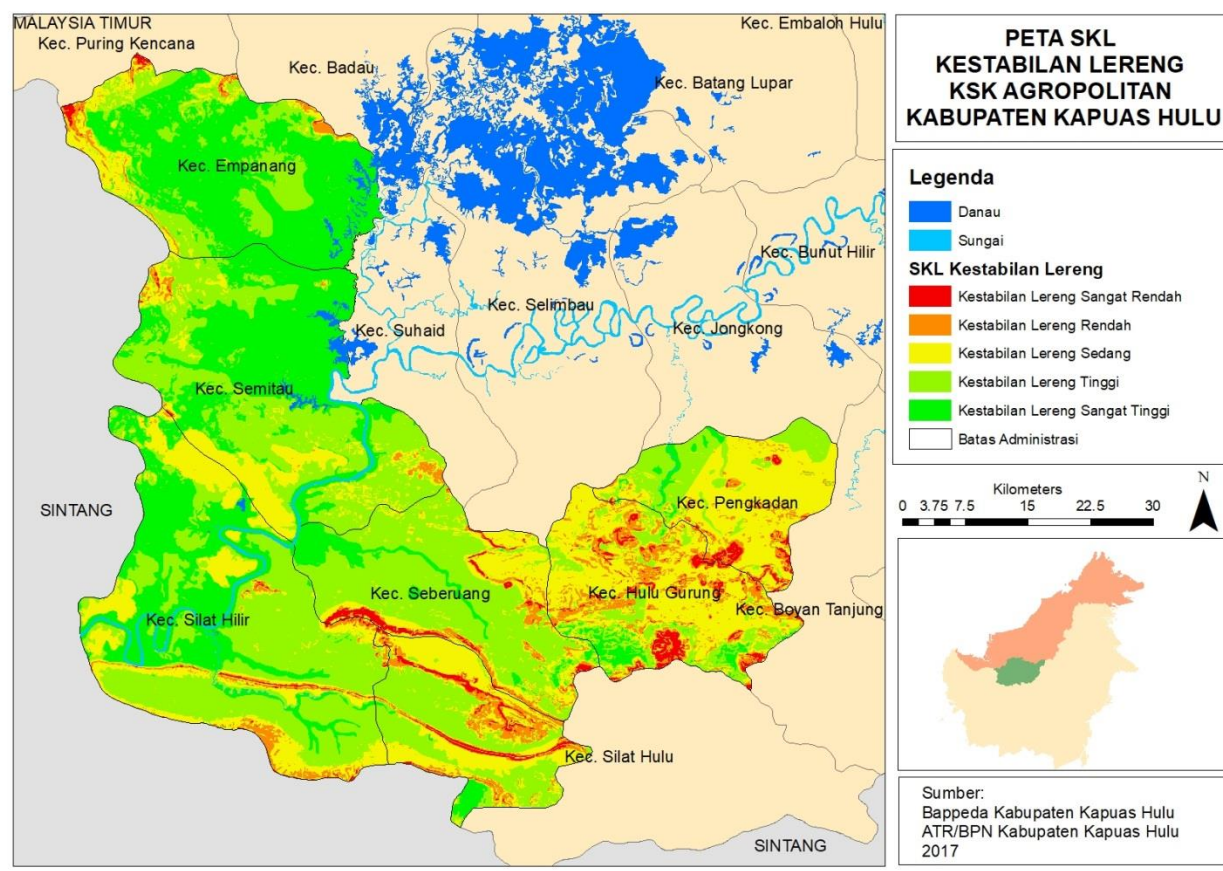 MALAYSIA TIMUR
Kec. Puring Kencana
Kec. Badau
Kec. Embaloh Hulu
Kec. Batang Lupar
Kec. Empanang
Kec. Bunut Hilir
Kec. Selimbau
Kec. Suhaid
Kec. Jongkong
Kec. Semitau
SINTANG
Kec. Pengkadan
Kec. Seberuang
Kec. Hulu Gurung
Kec. Boyan Tanjung
Kec. Silat Hilir
Kec. Silat Hulu
SINTANG
PETA SKL
KESTABILAN LERENG
KSK AGROPOLITAN
KABUPATEN KAPUAS HULU
Legenda
Danau
Sungai
SKL Kestabilan Lereng
Kestabilan Lereng Sangat Rendah
Kestabilan Lereng Rendah
Kestabilan Lereng Sedang
Kestabilan Lereng Tinggi
Kestabilan Lereng Sangat Tinggi
Batas Administrasi
Kilometers
0 3.75 7.5 15 22.5 30
N
Sumber:
Bappeda Kabupaten Kapuas Hulu
ATR/BPN Kabupaten Kapuas Hulu
2017